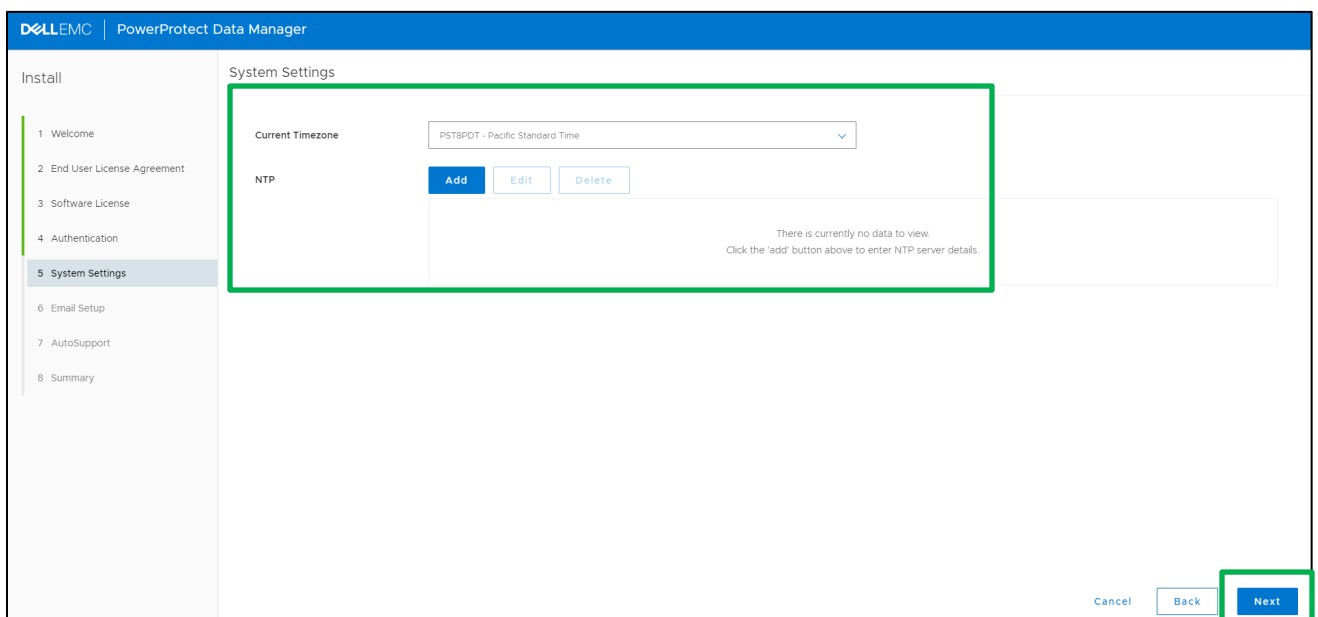 DELLEMC PowerProtect Data Manager
Install
1 Welcome
2 End User License Agreement
3 Software License
4 Authentication
5 System Settings
6 Email Setup
7 AutoSupport
8 Summary
System Settings
Current Timezone PST8PDT - Pacific Standard Time
NTP Add Edit Delete
There is currently no data to view.
Click the 'add' button above to enter NTP server details.
Cancel Back Next